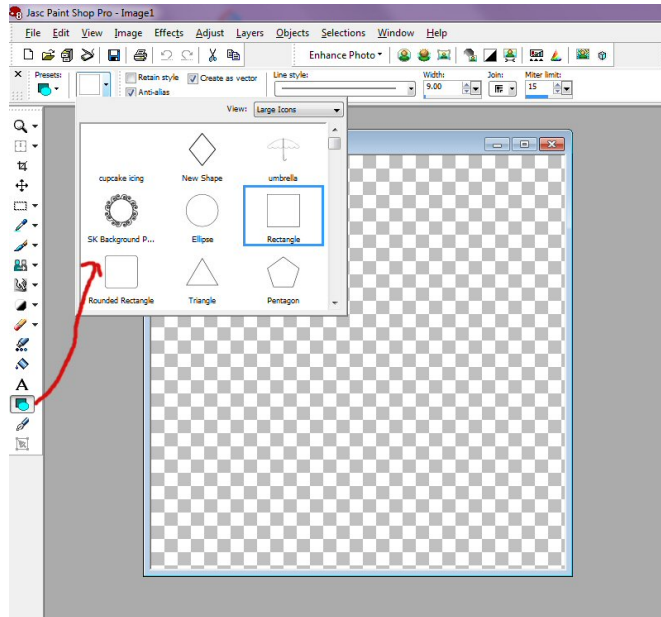 Jasc Paint Shop Pro - Image1
File Edit View Image Effects Adjust Layers Objects Selections Window Help
Enhance Photo
Presets:
Retain style
Create as vector
Anti-alias
Line style:
Width:
9.00
Join:
Miter limit:
15
View: Large Icons
cupcake icing New Shape umbrella
SK Background P... Ellipse Rectangle
Rounded Rectangle Triangle Pentagon
A